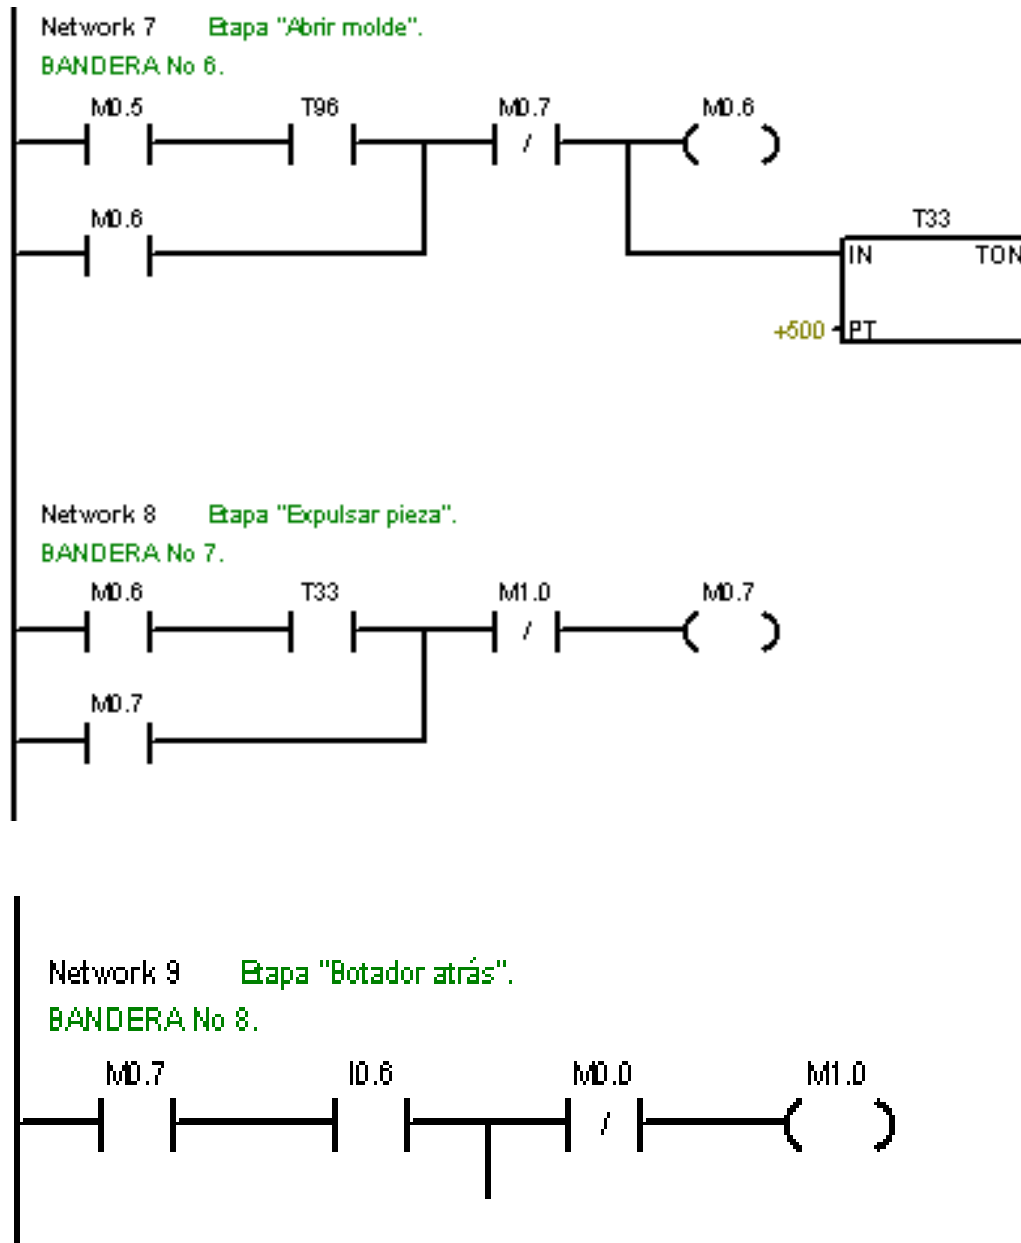 Network 7 Etapa "Abrir molde".
BANDERA No 6.
M0.5 T96 M0.7 M0.6
/
M0.6 T33
IN TON
+500 PT
Network 8 Etapa "Expulsar pieza".
BANDERA No 7.
M0.6 T33 M1.0 M0.7
/
M0.7
Network 9 Etapa "Botador atrás".
BANDERA No 8.
M0.7 I0.6 M0.0 M1.0
/